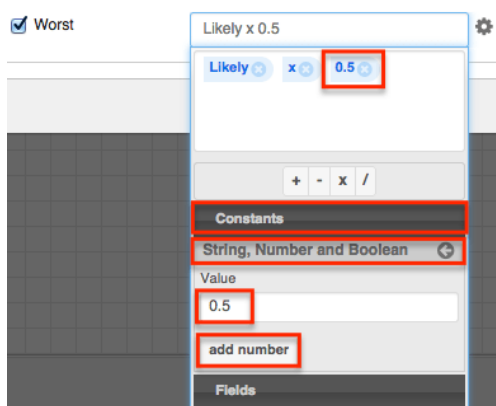 Worst
Likely x 0.5
Likely x 0.5
+ - x /
Constants
String, Number and Boolean
Value
0.5
add number
Fields